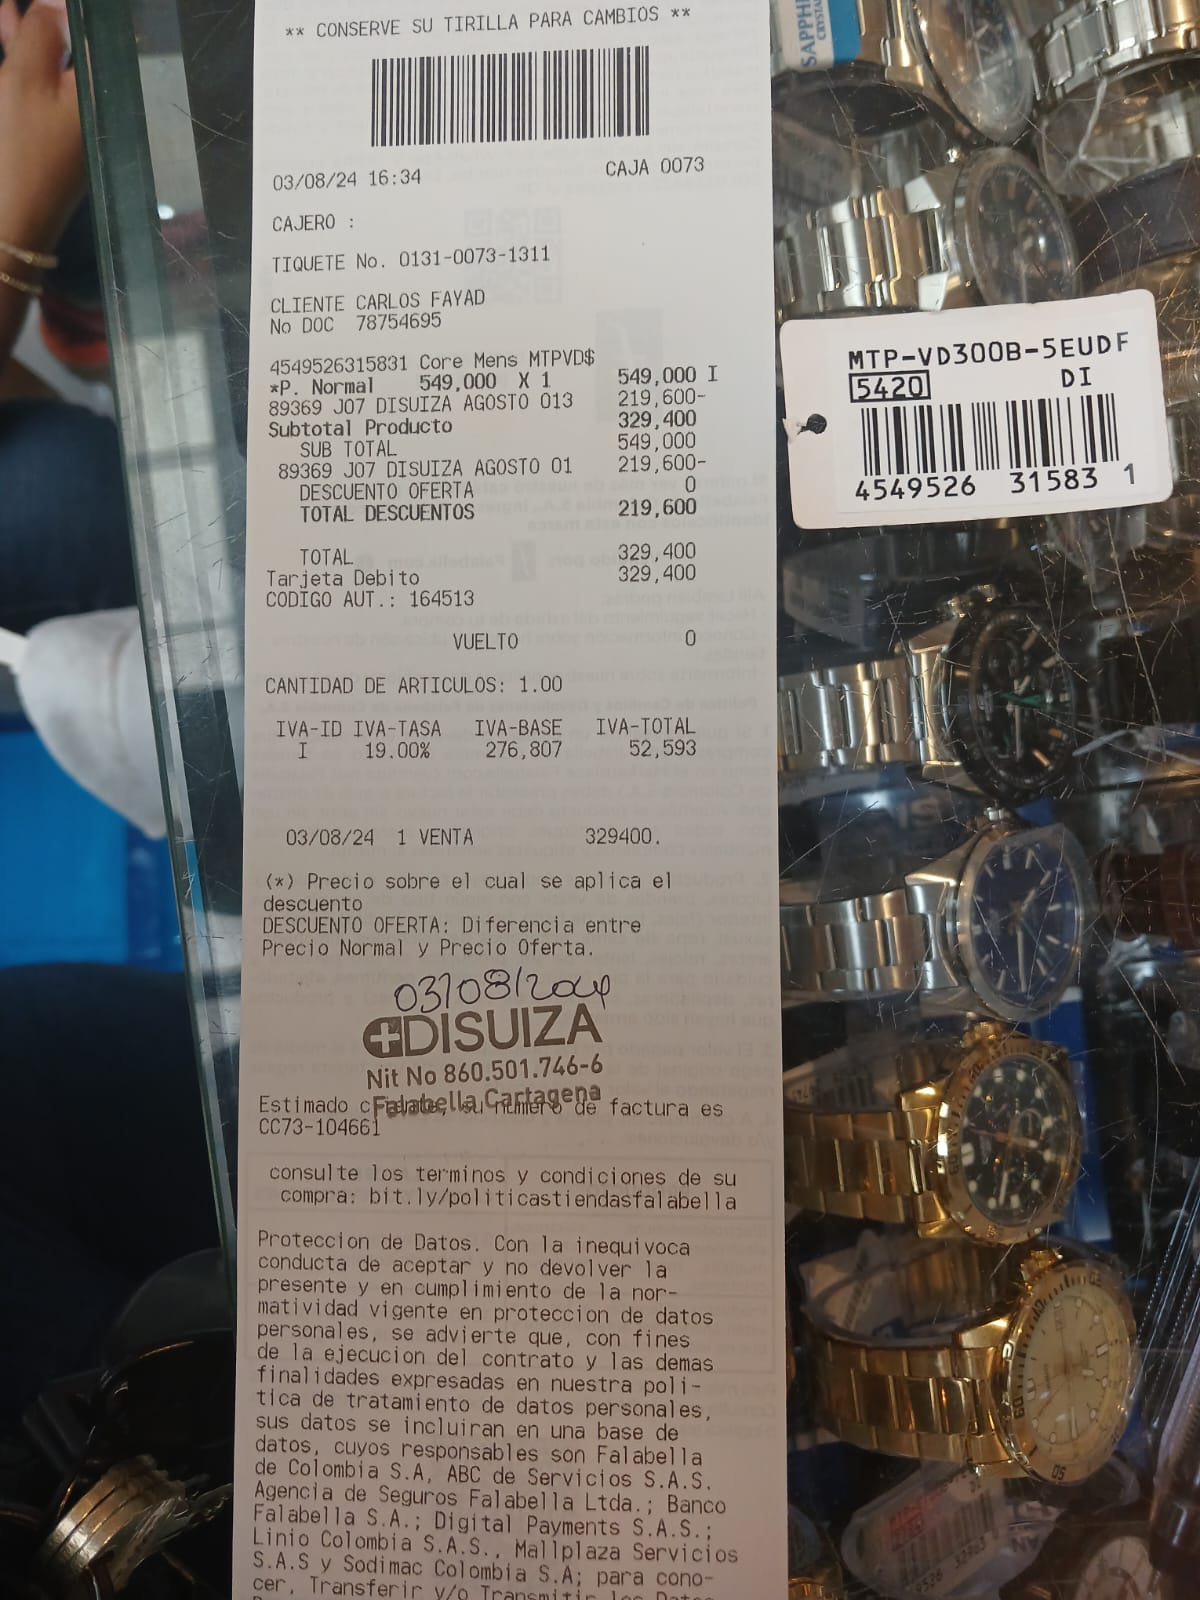 ** CONSERVE SU TIRILLA PARA CAMBIOS **
03/08/24 16:34 CAJA 0073
CAJERO :
TIQUETE No. 0131-0073-1311
CLIENTE CARLOS FAYAD
No DOC 78754695
4549526315831 Core Mens MTPVD$
*P. Normal 549,000 X 1 549,000 I
89369 J07 DISUIZA AGOSTO 013 219,600-
Subtotal Producto 329,400
SUB TOTAL 549,000
89369 J07 DISUIZA AGOSTO 01 219,600-
DESCUENTO OFERTA 0
TOTAL DESCUENTOS 219,600
TOTAL 329,400
Tarjeta Debito 329,400
CODIGO AUT.: 164513
VUELTO 0
CANTIDAD DE ARTICULOS: 1.00
IVA-ID IVA-TASA IVA-BASE IVA-TOTAL
I 19.00% 276,807 52,593
03/08/24 1 VENTA 329400.
(*) Precio sobre el cual se aplica el
descuento
DESCUENTO OFERTA: Diferencia entre
Precio Normal y Precio Oferta.
03/08/2024
DISUIZA
Nit No 860.501.746-6
Falabella Cartagena
Estimado cliente, su numero de factura es
CC73-104661
consulte los terminos y condiciones de su
compra: bit.ly/politicastiendasfalabella
Proteccion de Datos. Con la inequivoca
conducta de aceptar y no devolver la
presente y en cumplimiento de la nor-
matividad vigente en proteccion de datos
personales, se advierte que, con fines
de la ejecucion del contrato y las demas
finalidades expresadas en nuestra poli-
tica de tratamiento de datos personales,
sus datos se incluiran en una base de
datos, cuyos responsables son Falabella
de Colombia S.A, ABC de Servicios S.A.S.
Agencia de Seguros Falabella Ltda.; Banco
Falabella S.A.; Digital Payments S.A.S.;
Linio Colombia S.A.S., Mallplaza Servicios
S.A.S y Sodimac Colombia S.A; para cono-
cer, Transferir y/o Transmitir los Datos
SAPPHI
CRYSTA
MTP-VD300B-5EUDF
5420 DI
4549526 31583 1